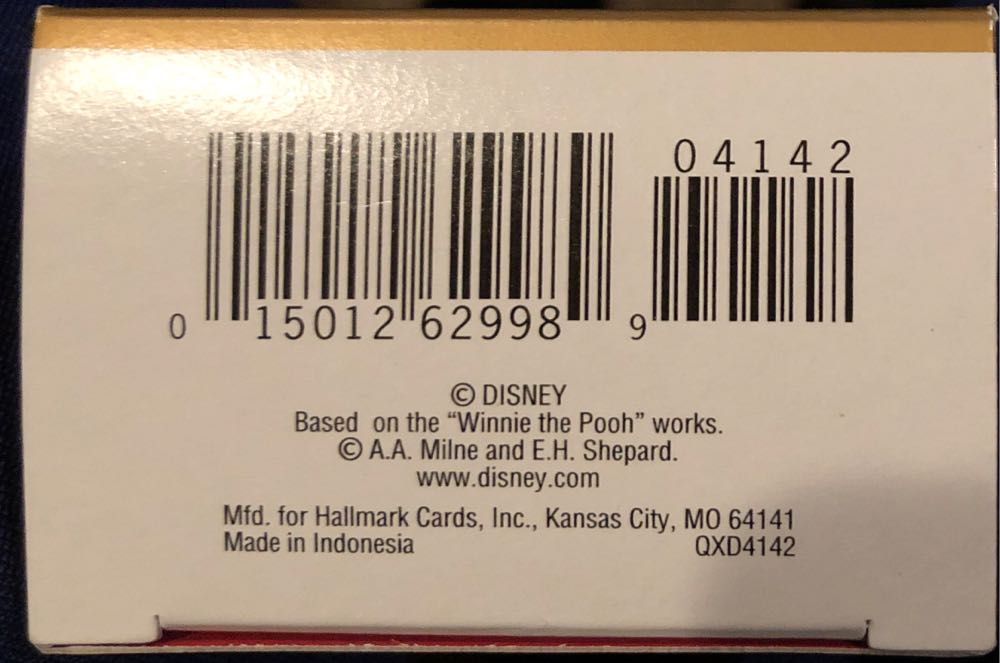 04142
0 15012 62998 9
© DISNEY
Based on the “Winnie the Pooh” works.
© A.A. Milne and E.H. Shepard.
www.disney.com
Mfd. for Hallmark Cards, Inc., Kansas City, MO 64141
Made in Indonesia QXD4142